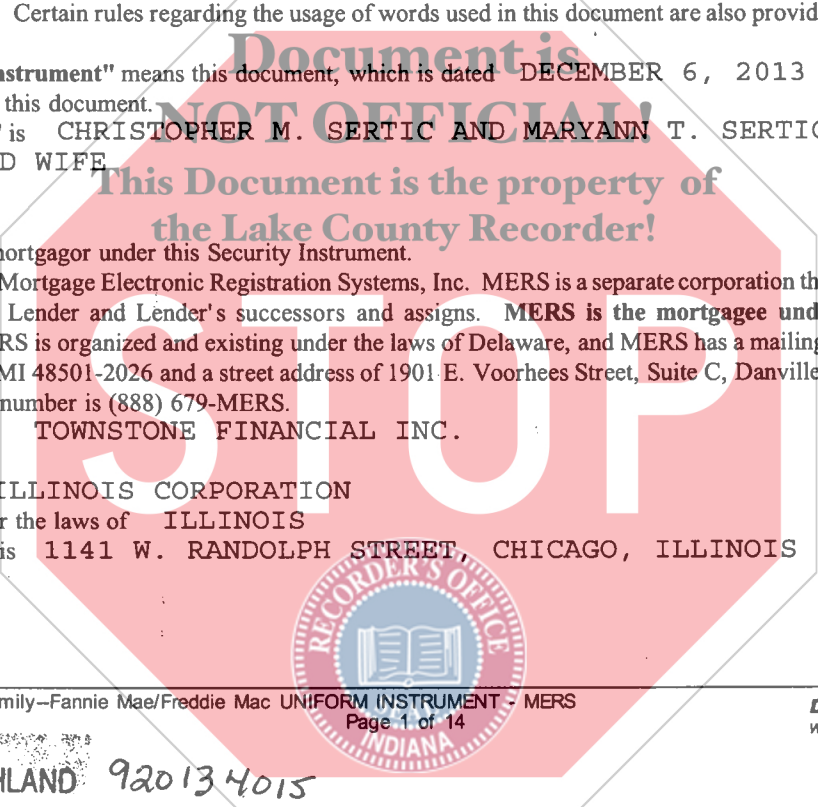 Certain rules regarding the usage of words used in this document are also provid
Document is
nstrument" means this document, which is dated DECEMBER 6, 2013
this document.
NOT OFFICIAL!
is CHRISTOPHER M. SERTIC AND MARYANN T. SERTIC
D WIFE
This Document is the property of
the Lake County Recorder!
ortgagor under this Security Instrument.
Mortgage Electronic Registration Systems, Inc. MERS is a separate corporation th
Lender and Lender's successors and assigns. MERS is the mortgagee und
RS is organized and existing under the laws of Delaware, and MERS has a mailing
MI 48501-2026 and a street address of 1901 E. Voorhees Street, Suite C, Danville
number is (888) 679-MERS.
STOP
TOWNSTONE FINANCIAL INC.
ILLINOIS CORPORATION
r the laws of ILLINOIS
is 1141 W. RANDOLPH STREET, CHICAGO, ILLINOIS
RECORDER'S OFFICE
INDIANA
mily–Fannie Mae/Freddie Mac UNIFORM INSTRUMENT - MERS
Page 1 of 14
HLAND 920134015